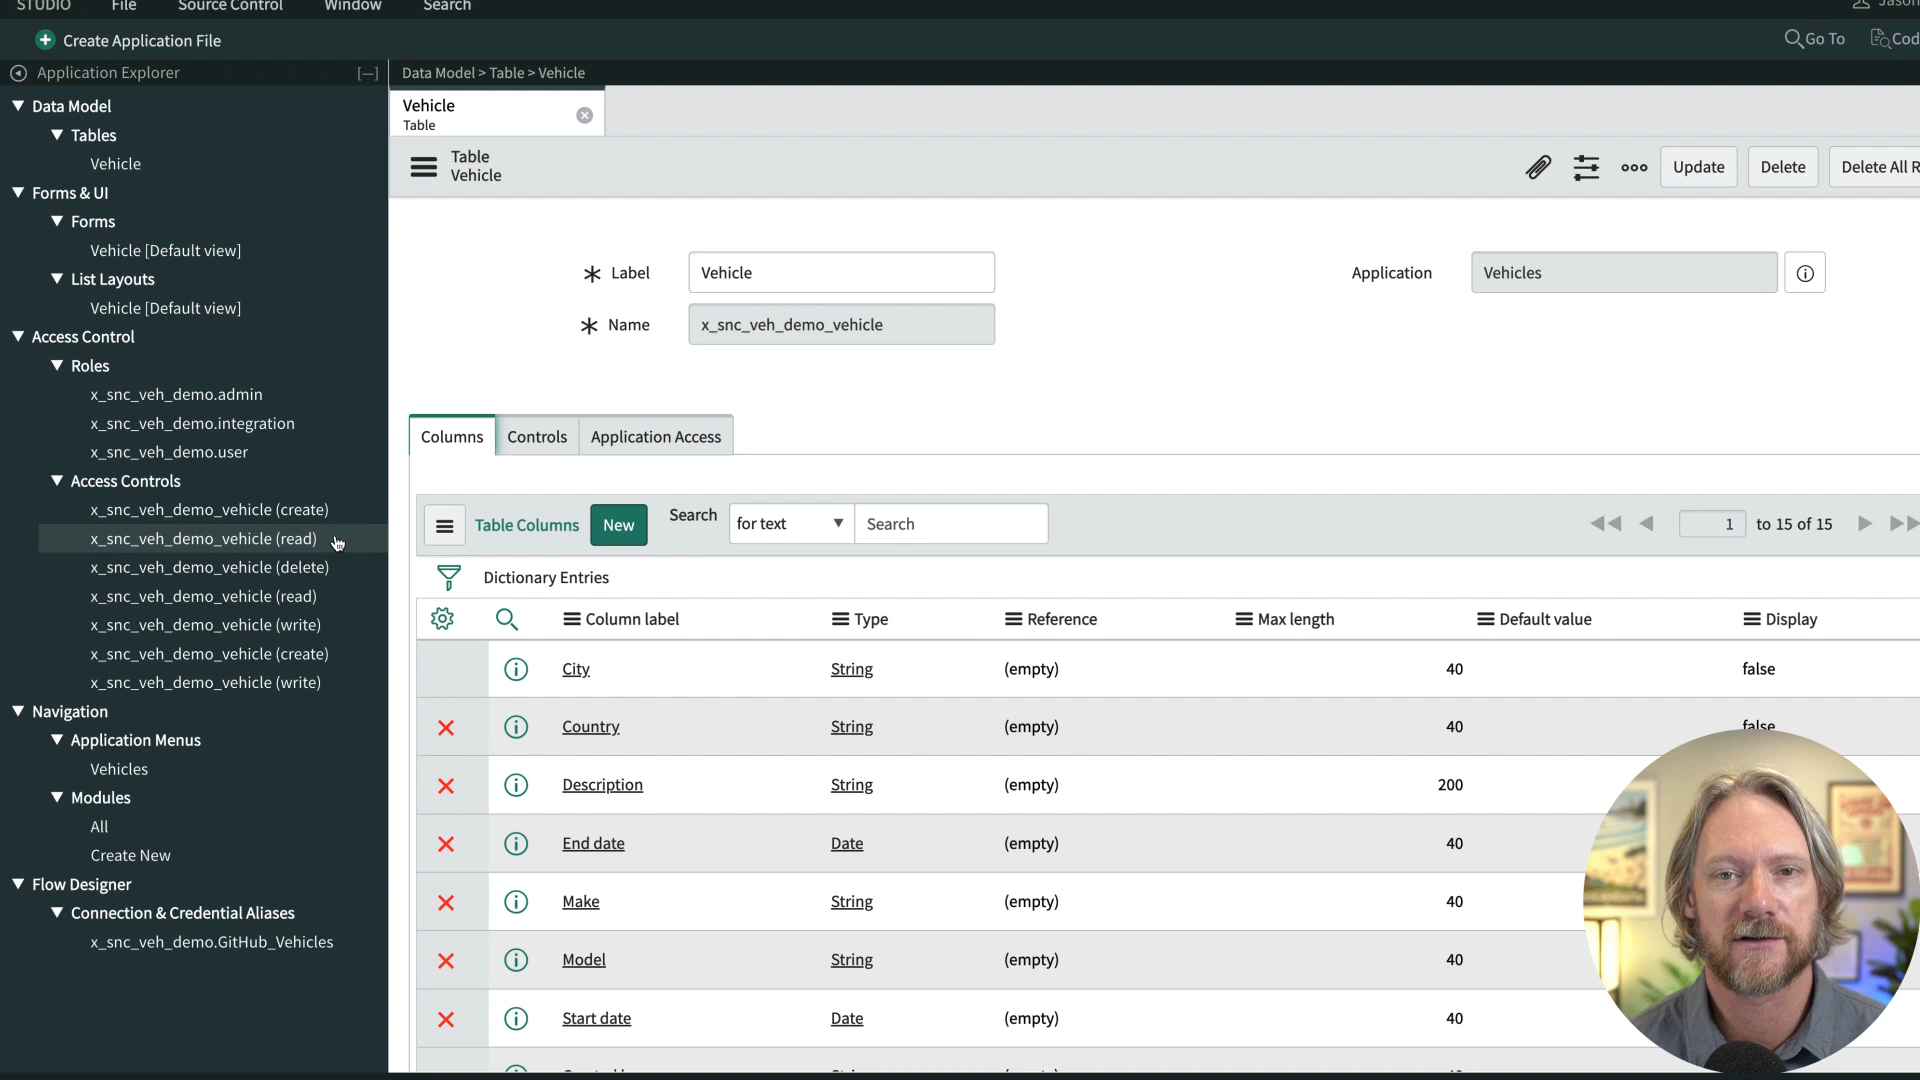 STUDIO File Source Control Window Search Jason
Create Application File Go To Cod
Application Explorer [—] Data Model > Table > Vehicle
Data Model
Tables
Vehicle
Forms & UI
Forms
Vehicle [Default view]
List Layouts
Vehicle [Default view]
Access Control
Roles
x_snc_veh_demo.admin
x_snc_veh_demo.integration
x_snc_veh_demo.user
Access Controls
x_snc_veh_demo_vehicle (create)
x_snc_veh_demo_vehicle (read)
x_snc_veh_demo_vehicle (delete)
x_snc_veh_demo_vehicle (read)
x_snc_veh_demo_vehicle (write)
x_snc_veh_demo_vehicle (create)
x_snc_veh_demo_vehicle (write)
Navigation
Application Menus
Vehicles
Modules
All
Create New
Flow Designer
Connection & Credential Aliases
x_snc_veh_demo.GitHub_Vehicles
Vehicle
Table
Table
Vehicle
Update Delete Delete All R
Label Vehicle Application Vehicles
Name x_snc_veh_demo_vehicle
Columns Controls Application Access
Table Columns New Search for text Search 1 to 15 of 15
Dictionary Entries
Column label Type Reference Max length Default value Display
City String (empty) 40 false
Country String (empty) 40 false
Description String (empty) 200
End date Date (empty) 40
Make String (empty) 40
Model String (empty) 40
Start date Date (empty) 40